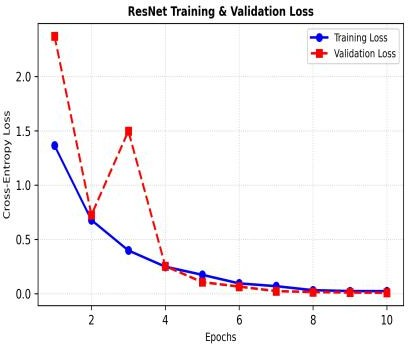 ResNet Training & Validation Loss
Training Loss
Validation Loss
Cross-Entropy Loss
2.0
1.5
1.0
0.5
0.0
2 4 6 8 10
Epochs